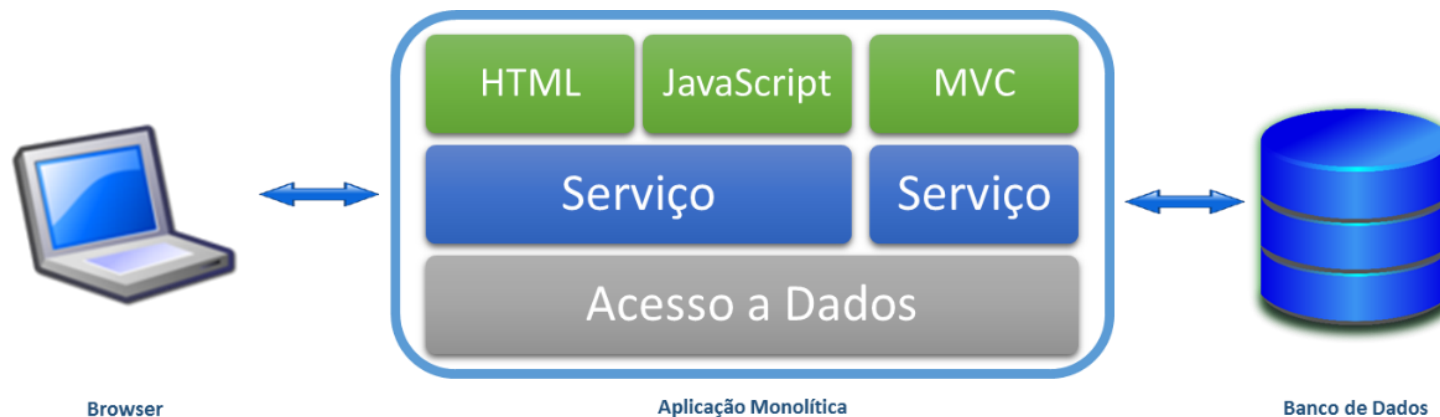 HTML JavaScript MVC
Serviço Serviço
Acesso a Dados
Browser Aplicação Monolítica Banco de Dados